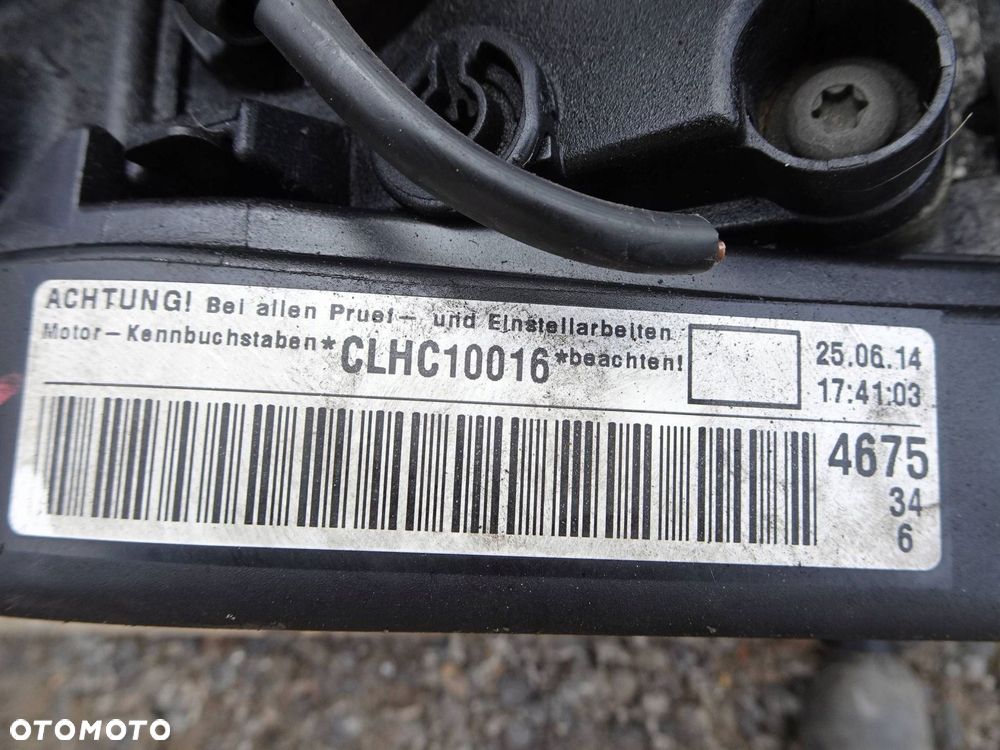 ACHTUNG! Bei allen Pruef- und Einstellarbeiten
Motor-Kennbuchstaben*CLHC10016*beachten!
25.06.14
17:41:03
4675
34
6
OTOMOTO